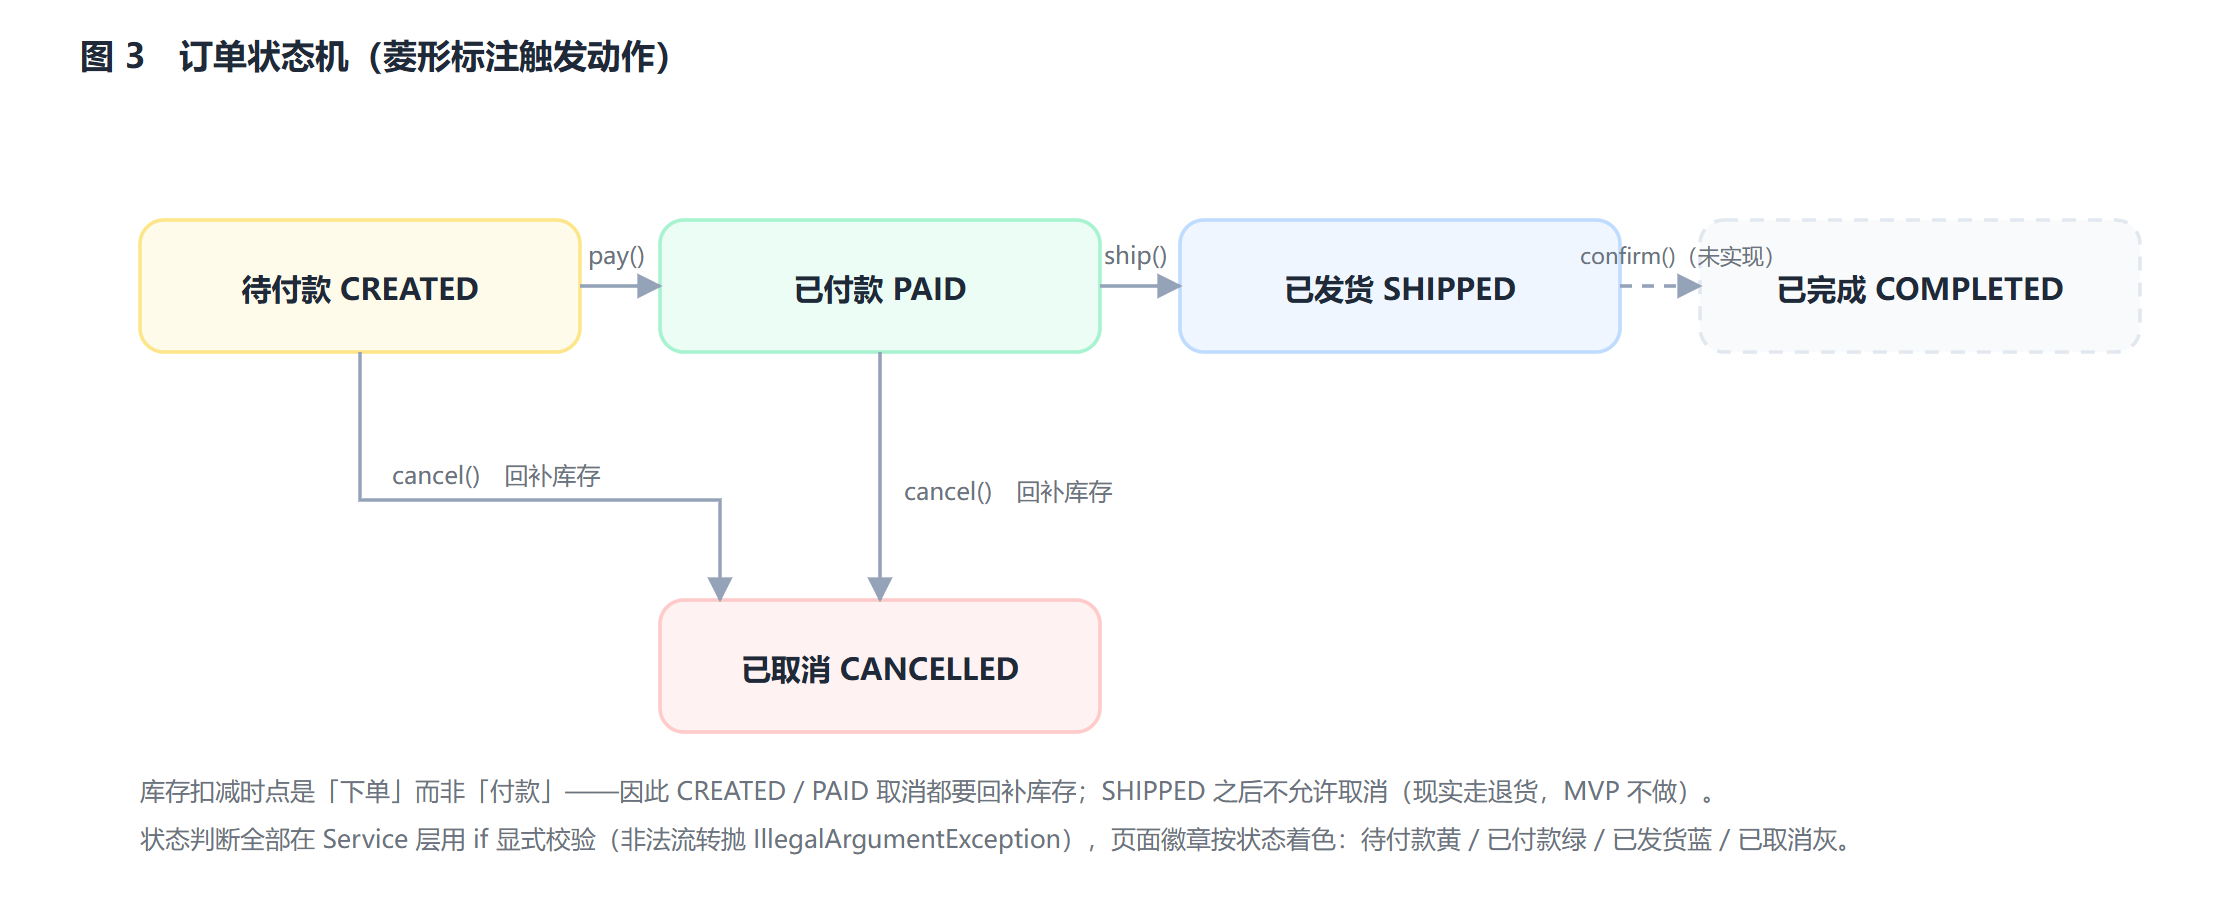 图 3　订单状态机（菱形标注触发动作）
待付款 CREATED
pay()
已付款 PAID
ship()
已发货 SHIPPED
confirm()（未实现）
已完成 COMPLETED
cancel()　回补库存
cancel()　回补库存
已取消 CANCELLED
库存扣减时点是「下单」而非「付款」——因此 CREATED / PAID 取消都要回补库存；SHIPPED 之后不允许取消（现实走退货，MVP 不做）。
状态判断全部在 Service 层用 if 显式校验（非法流转抛 IllegalArgumentException），页面徽章按状态着色：待付款黄 / 已付款绿 / 已发货蓝 / 已取消灰。